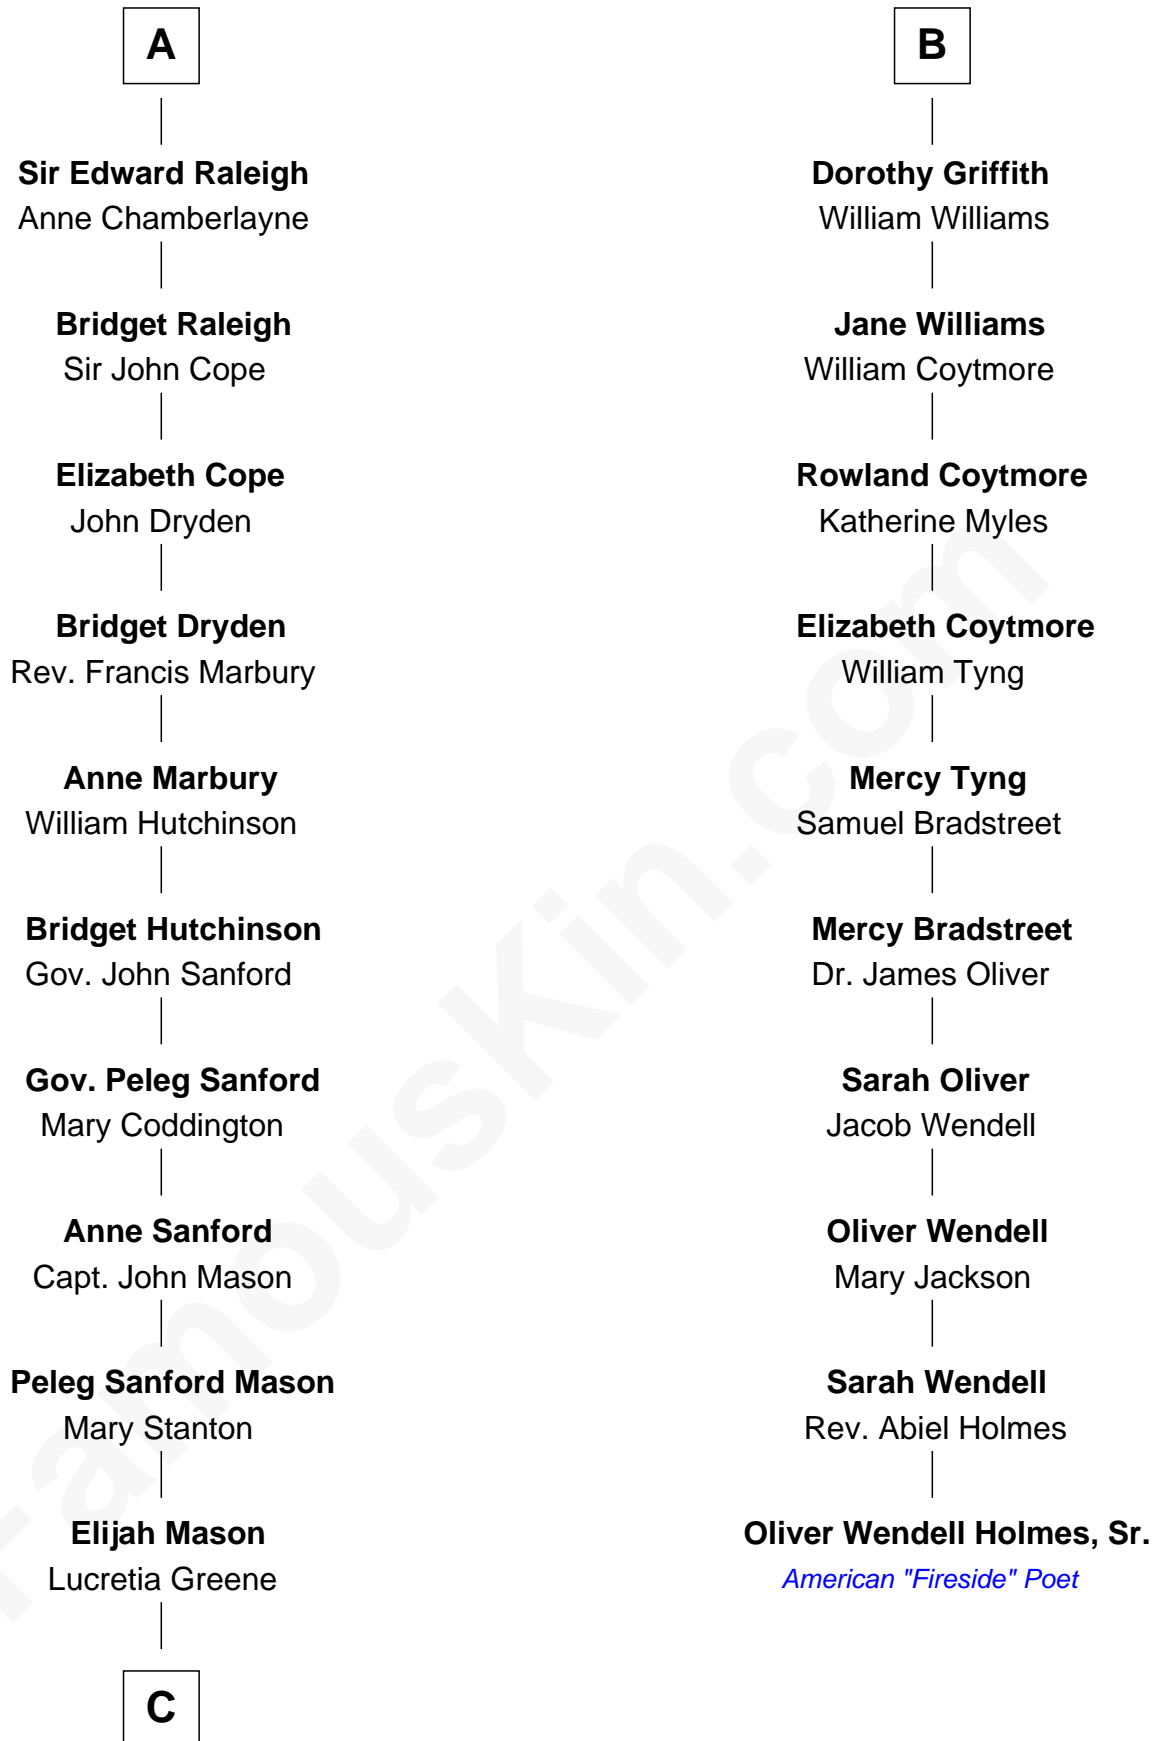 A
Sir Edward Raleigh
Anne Chamberlayne
Bridget Raleigh
Sir John Cope
Elizabeth Cope
John Dryden
Bridget Dryden
Rev. Francis Marbury
Anne Marbury
William Hutchinson
Bridget Hutchinson
Gov. John Sanford
Gov. Peleg Sanford
Mary Coddington
Anne Sanford
Capt. John Mason
Peleg Sanford Mason
Mary Stanton
Elijah Mason
Lucretia Greene
C
B
Dorothy Griffith
William Williams
Jane Williams
William Coytmore
Rowland Coytmore
Katherine Myles
Elizabeth Coytmore
William Tyng
Mercy Tyng
Samuel Bradstreet
Mercy Bradstreet
Dr. James Oliver
Sarah Oliver
Jacob Wendell
Oliver Wendell
Mary Jackson
Sarah Wendell
Rev. Abiel Holmes
Oliver Wendell Holmes, Sr.
American "Fireside" Poet
FamousKin.com